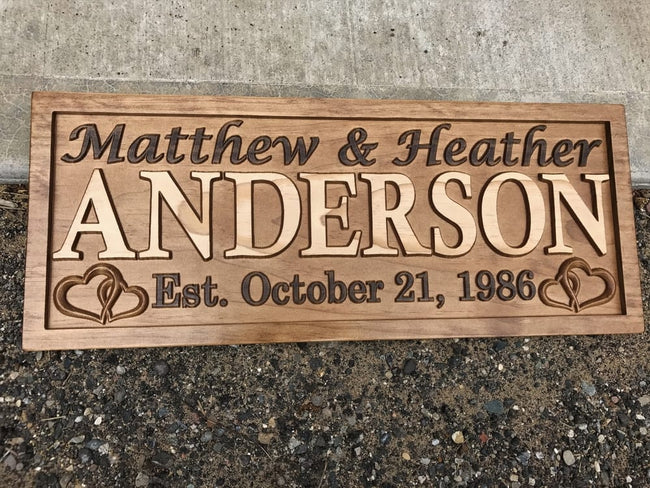 Matthew & Heather
ANDERSON
Est. October 21, 1986